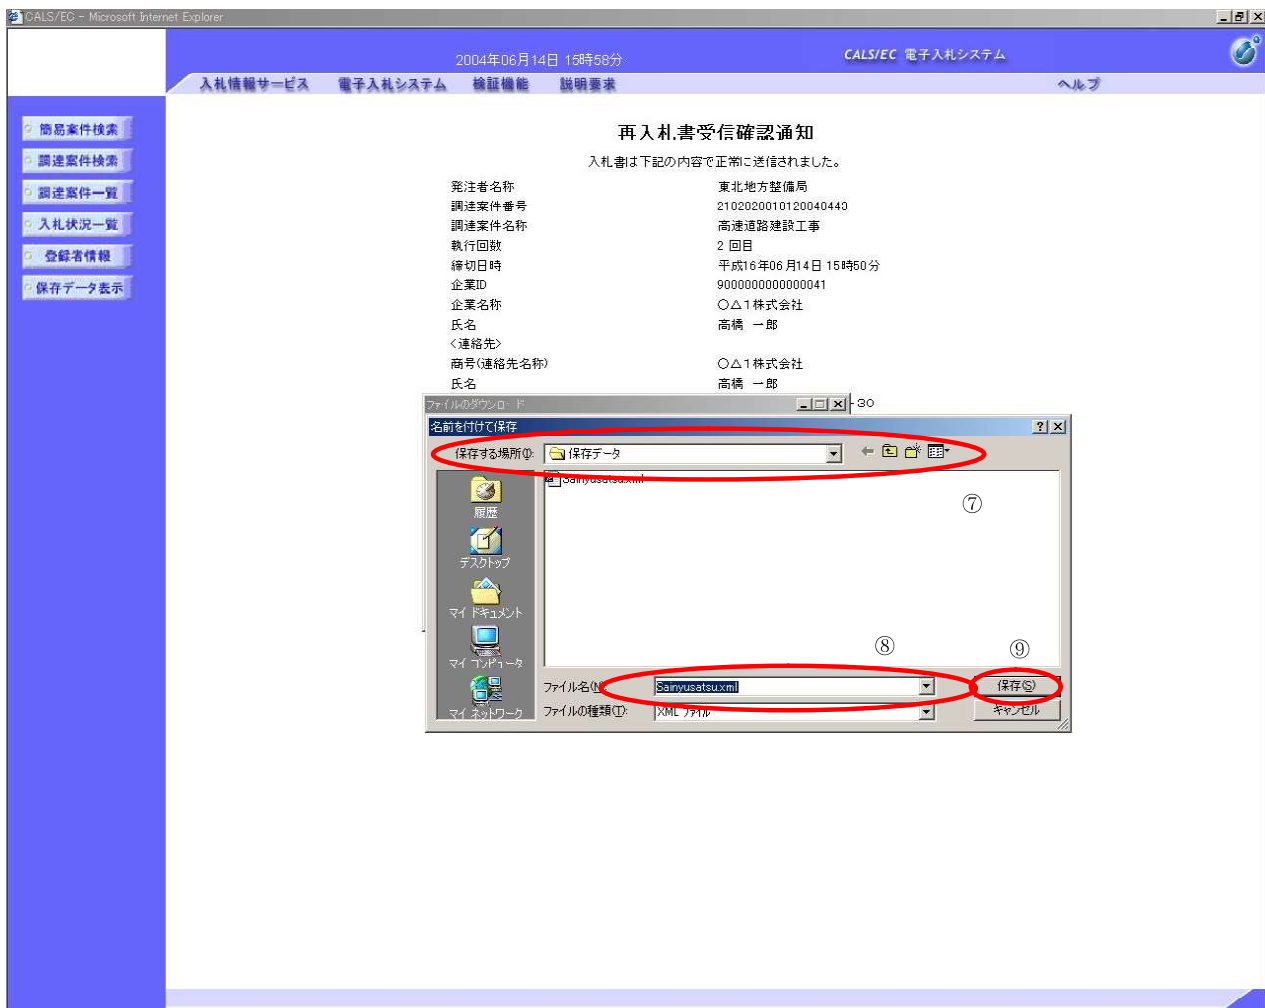 CALS/EC - Microsoft Internet Explorer
2004年06月14日 15時58分
CALS/EC 電子入札システム
入札情報サービス 電子入札システム 検証機能 説明要求 ヘルプ
簡易案件検索
調達案件検索
調達案件一覧
入札状況一覧
登録者情報
保存データ表示
再入札書受信確認通知
入札書は下記の内容で正常に送信されました。
発注者名称 東北地方整備局
調達案件番号 2102020010120040443
調達案件名称 高速道路建設工事
執行回数 2 回目
締切日時 平成16年06月14日 15時50分
企業ID 9000000000000041
企業名称 〇△1株式会社
氏名 高橋 一郎
<連絡先>
商号(連絡先名称) 〇△1株式会社
氏名 高橋 一郎
-30
ファイルのダウンロード
名前を付けて保存
保存する場所(I): 保存データ
Sainyusatsu.xml
⑦
履歴
デスクトップ
マイ ドキュメント
マイ コンピュータ
マイ ネットワーク
⑧
⑨
ファイル名(N): Sainyusatsu.xml 保存(S)
ファイルの種類(T): XML ファイル キャンセル